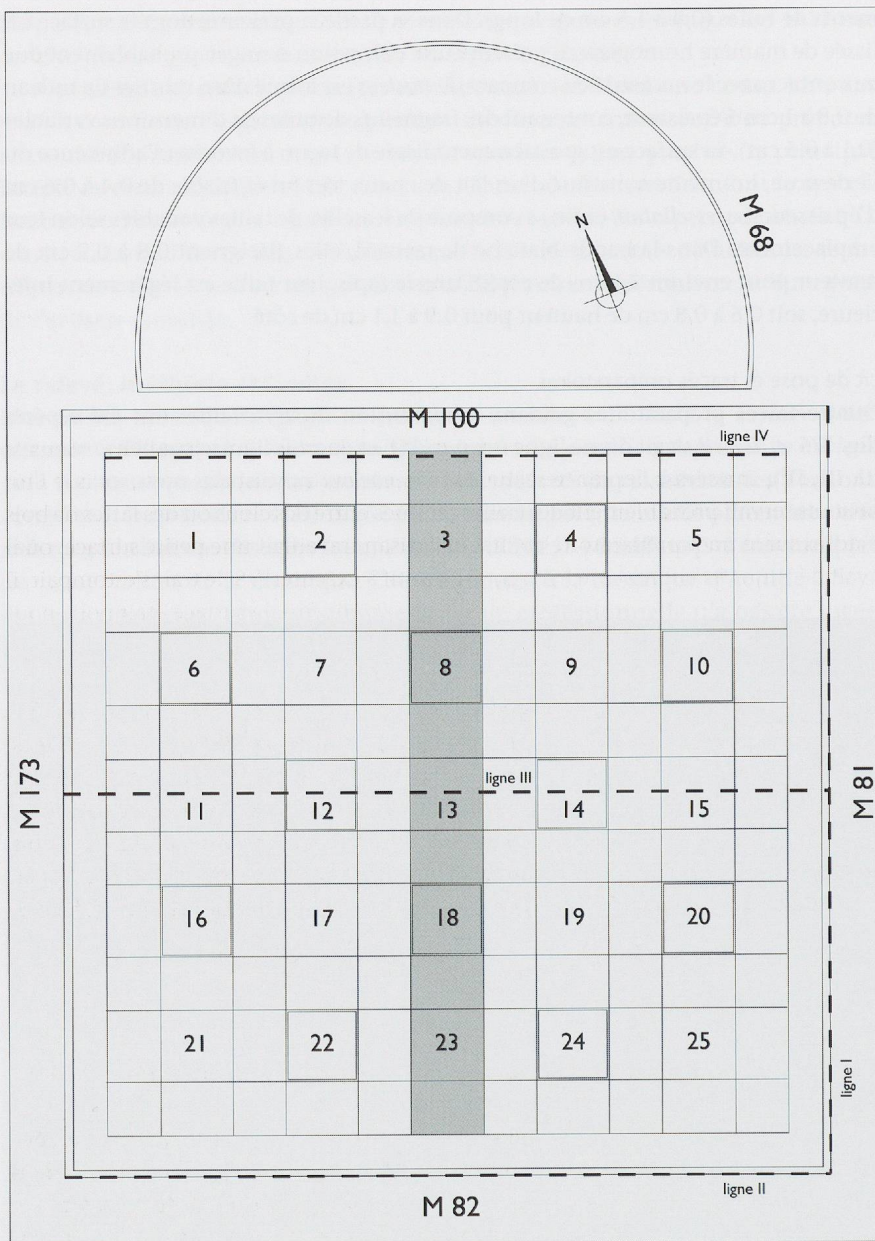 N
M 68
M 100
ligne IV
1 2 3 4 5
6 7 8 9 10
M 173
ligne III
M 81
11 12 13 14 15
16 17 18 19 20
21 22 23 24 25
ligne I
ligne II
M 82